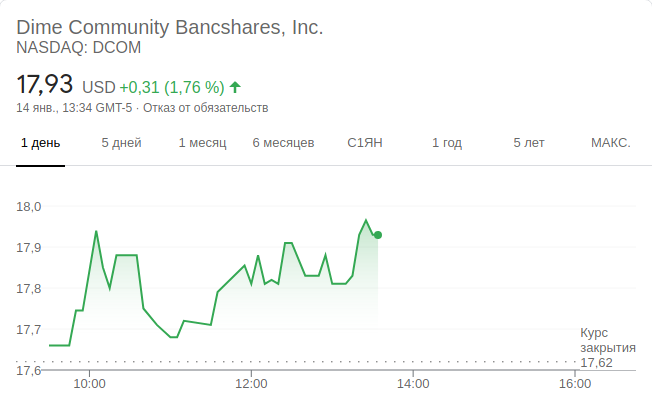 Dime Community Bancshares, Inc.
NASDAQ: DCOM
17,93 USD +0,31 (1,76 %)
14 янв., 13:34 GMT-5 · Отказ от обязательств
1 день 5 дней 1 месяц 6 месяцев С1ЯН 1 год 5 лет МАКС.
18,0
17,9
17,8
17,7
17,6
Курс
закрытия
17,62
10:00 12:00 14:00 16:00